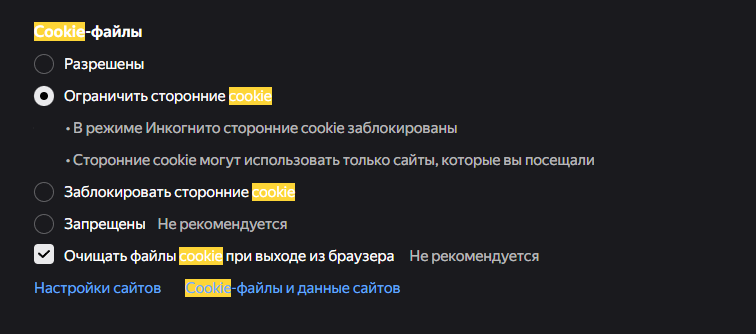 Cookie-файлы
Разрешены
Ограничить сторонние cookie
• В режиме Инкогнито сторонние cookie заблокированы
• Сторонние cookie могут использовать только сайты, которые вы посещали
Заблокировать сторонние cookie
Запрещены Не рекомендуется
Очищать файлы cookie при выходе из браузера Не рекомендуется
Настройки сайтов Cookie-файлы и данные сайтов